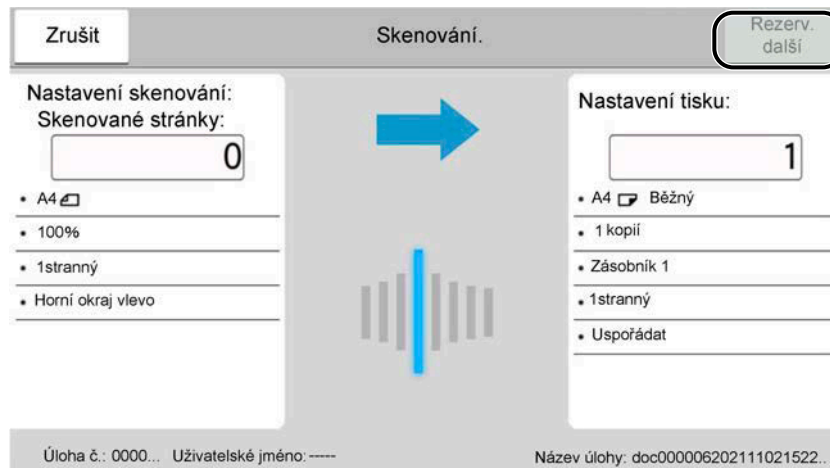 Zrušit
Skenování.
Rezerv.
další
Nastavení skenování:
Skenované stránky:
0
• A4
• 100%
• 1stranný
• Horní okraj vlevo
Nastavení tisku:
1
• A4 Běžný
• 1 kopií
• Zásobník 1
• 1stranný
• Uspořádat
Úloha č.: 0000... Uživatelské jméno: -----
Název úlohy: doc000006202111021522..